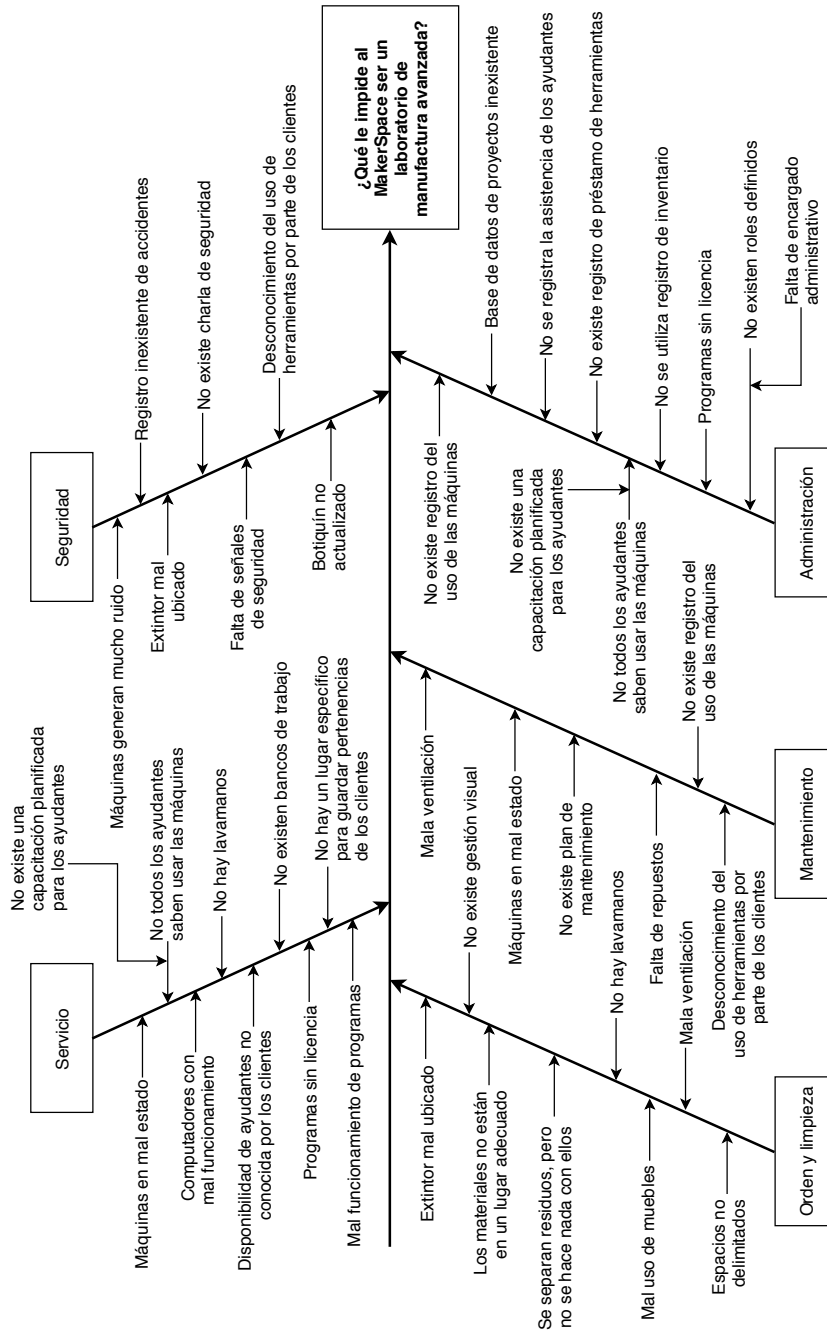 Servicio
No existe una
capacitación planificada
para los ayudantes
Máquinas en mal estado
No todos los ayudantes
saben usar las máquinas
Computadores con
mal funcionamiento
No hay lavamanos
Disponibilidad de ayudantes no
conocida por los clientes
No existen bancos de trabajo
Programas sin licencia
No hay un lugar específico
para guardar pertenencias
de los clientes
Mal funcionamiento de programas
Seguridad
Máquinas generan mucho ruido
Registro inexistente de accidentes
Extintor mal
ubicado
No existe charla de seguridad
Falta de señales
de seguridad
Desconocimiento del uso de
herramientas por parte de los clientes
Botiquín no
actualizado
¿Qué le impide al
MakerSpace ser un
laboratorio de
manufactura avanzada?
Extintor mal ubicado
No existe gestión visual
Los materiales no están
en un lugar adecuado
Se separan residuos, pero
no se hace nada con ellos
No hay lavamanos
Mal uso de muebles
Mala ventilación
Espacios no
delimitados
Orden y limpieza
Mala ventilación
Máquinas en mal estado
No existe plan de
mantenimiento
Falta de repuestos
No existe registro del
uso de las máquinas
Desconocimiento del
uso de herramientas por
parte de los clientes
Mantenimiento
No existe registro del
uso de las máquinas
Base de datos de proyectos inexistente
No se registra la asistencia de los ayudantes
No existe registro de préstamo de herramientas
No existe una
capacitación planificada
para los ayudantes
No todos los ayudantes
saben usar las máquinas
No se utiliza registro de inventario
Programas sin licencia
No existen roles definidos
Falta de encargado
administrativo
Administración